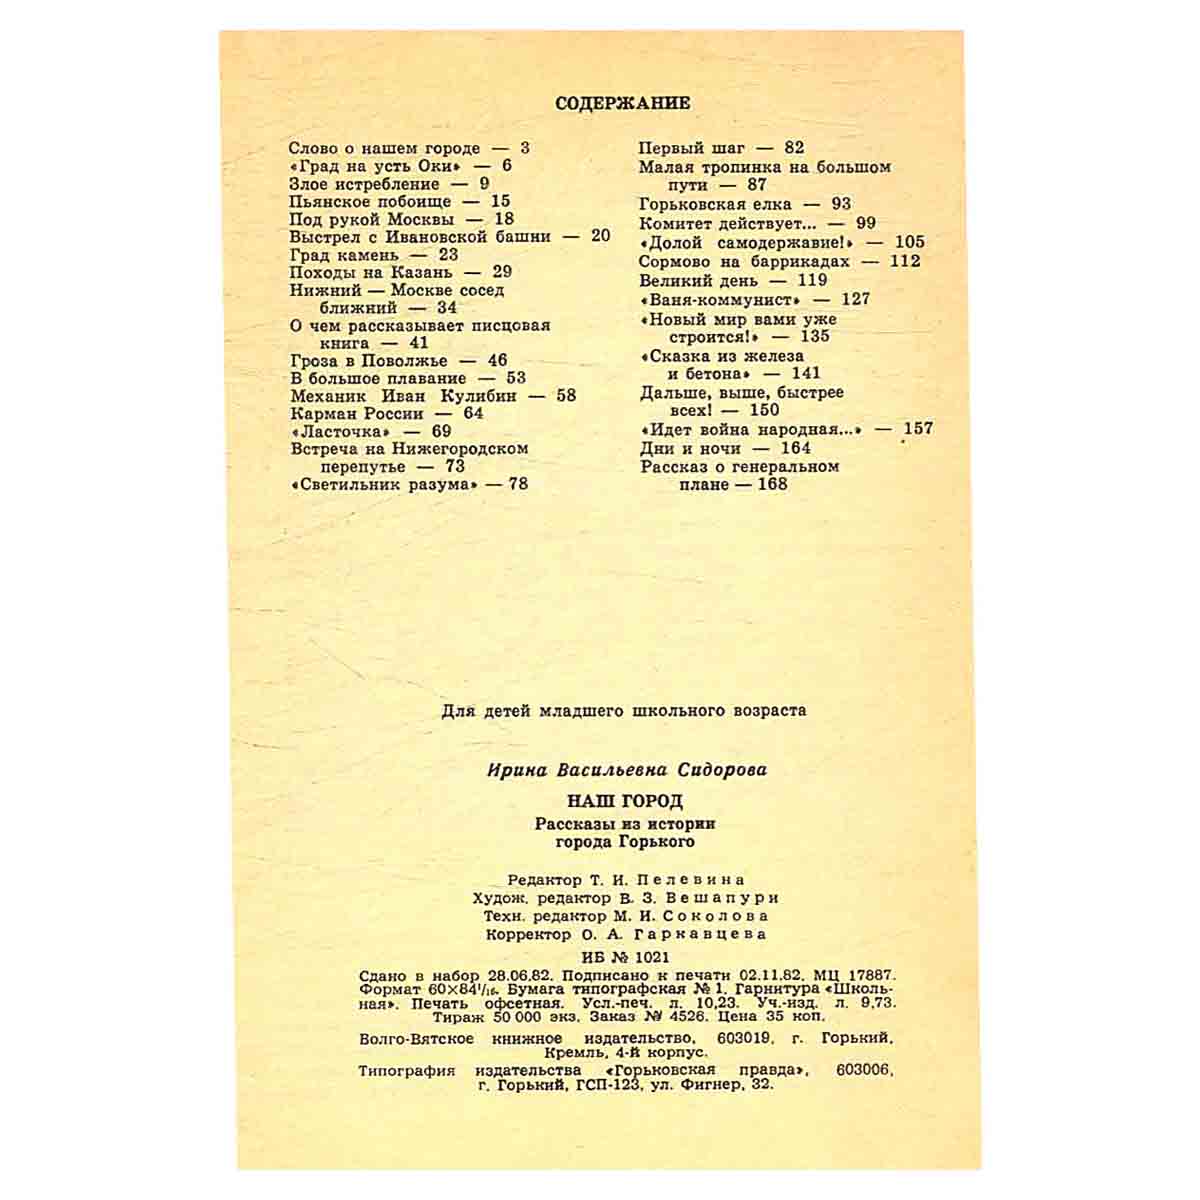 СОДЕРЖАНИЕ
Слово о нашем городе — 3
«Град на усть Оки» — 6
Злое истребление — 9
Пьянское побоище — 15
Под рукой Москвы — 18
Выстрел с Ивановской башни — 20
Град камень — 23
Походы на Казань — 29
Нижний — Москве сосед
ближний — 34
О чем рассказывает писцовая
книга — 41
Гроза в Поволжье — 46
В большое плавание — 53
Механик Иван Кулибин — 58
Карман России — 64
«Ласточка» — 69
Встреча на Нижегородском
перепутье — 73
«Светильник разума» — 78
Первый шаг — 82
Малая тропинка на большом
пути — 87
Горьковская елка — 93
Комитет действует... — 99
«Долой самодержавие!» — 105
Сормово на баррикадах — 112
Великий день — 119
«Ваня-коммунист» — 127
«Новый мир вами уже
строится!» — 135
«Сказка из железа
и бетона» — 141
Дальше, выше, быстрее
всех! — 150
«Идет война народная...» — 157
Дни и ночи — 164
Рассказ о генеральном
плане — 168
Для детей младшего школьного возраста
Ирина Васильевна Сидорова
НАШ ГОРОД
Рассказы из истории
города Горького
Редактор Т. И. Пелевина
Худож. редактор В. З. Вешапури
Техн. редактор М. И. Соколова
Корректор О. А. Гаркавцева
ИБ № 1021
Сдано в набор 28.06.82. Подписано к печати 02.11.82. МЦ 17887.
Формат 60×84¹/₁₆. Бумага типографская № 1. Гарнитура «Школь-
ная». Печать офсетная. Усл.-печ. л. 10,23. Уч.-изд. л. 9,73.
Тираж 50 000 экз. Заказ № 4526. Цена 35 коп.
Волго-Вятское книжное издательство, 603019, г. Горький,
Кремль, 4-й корпус.
Типография издательства «Горьковская правда», 603006,
г. Горький, ГСП-123, ул. Фигнер, 32.